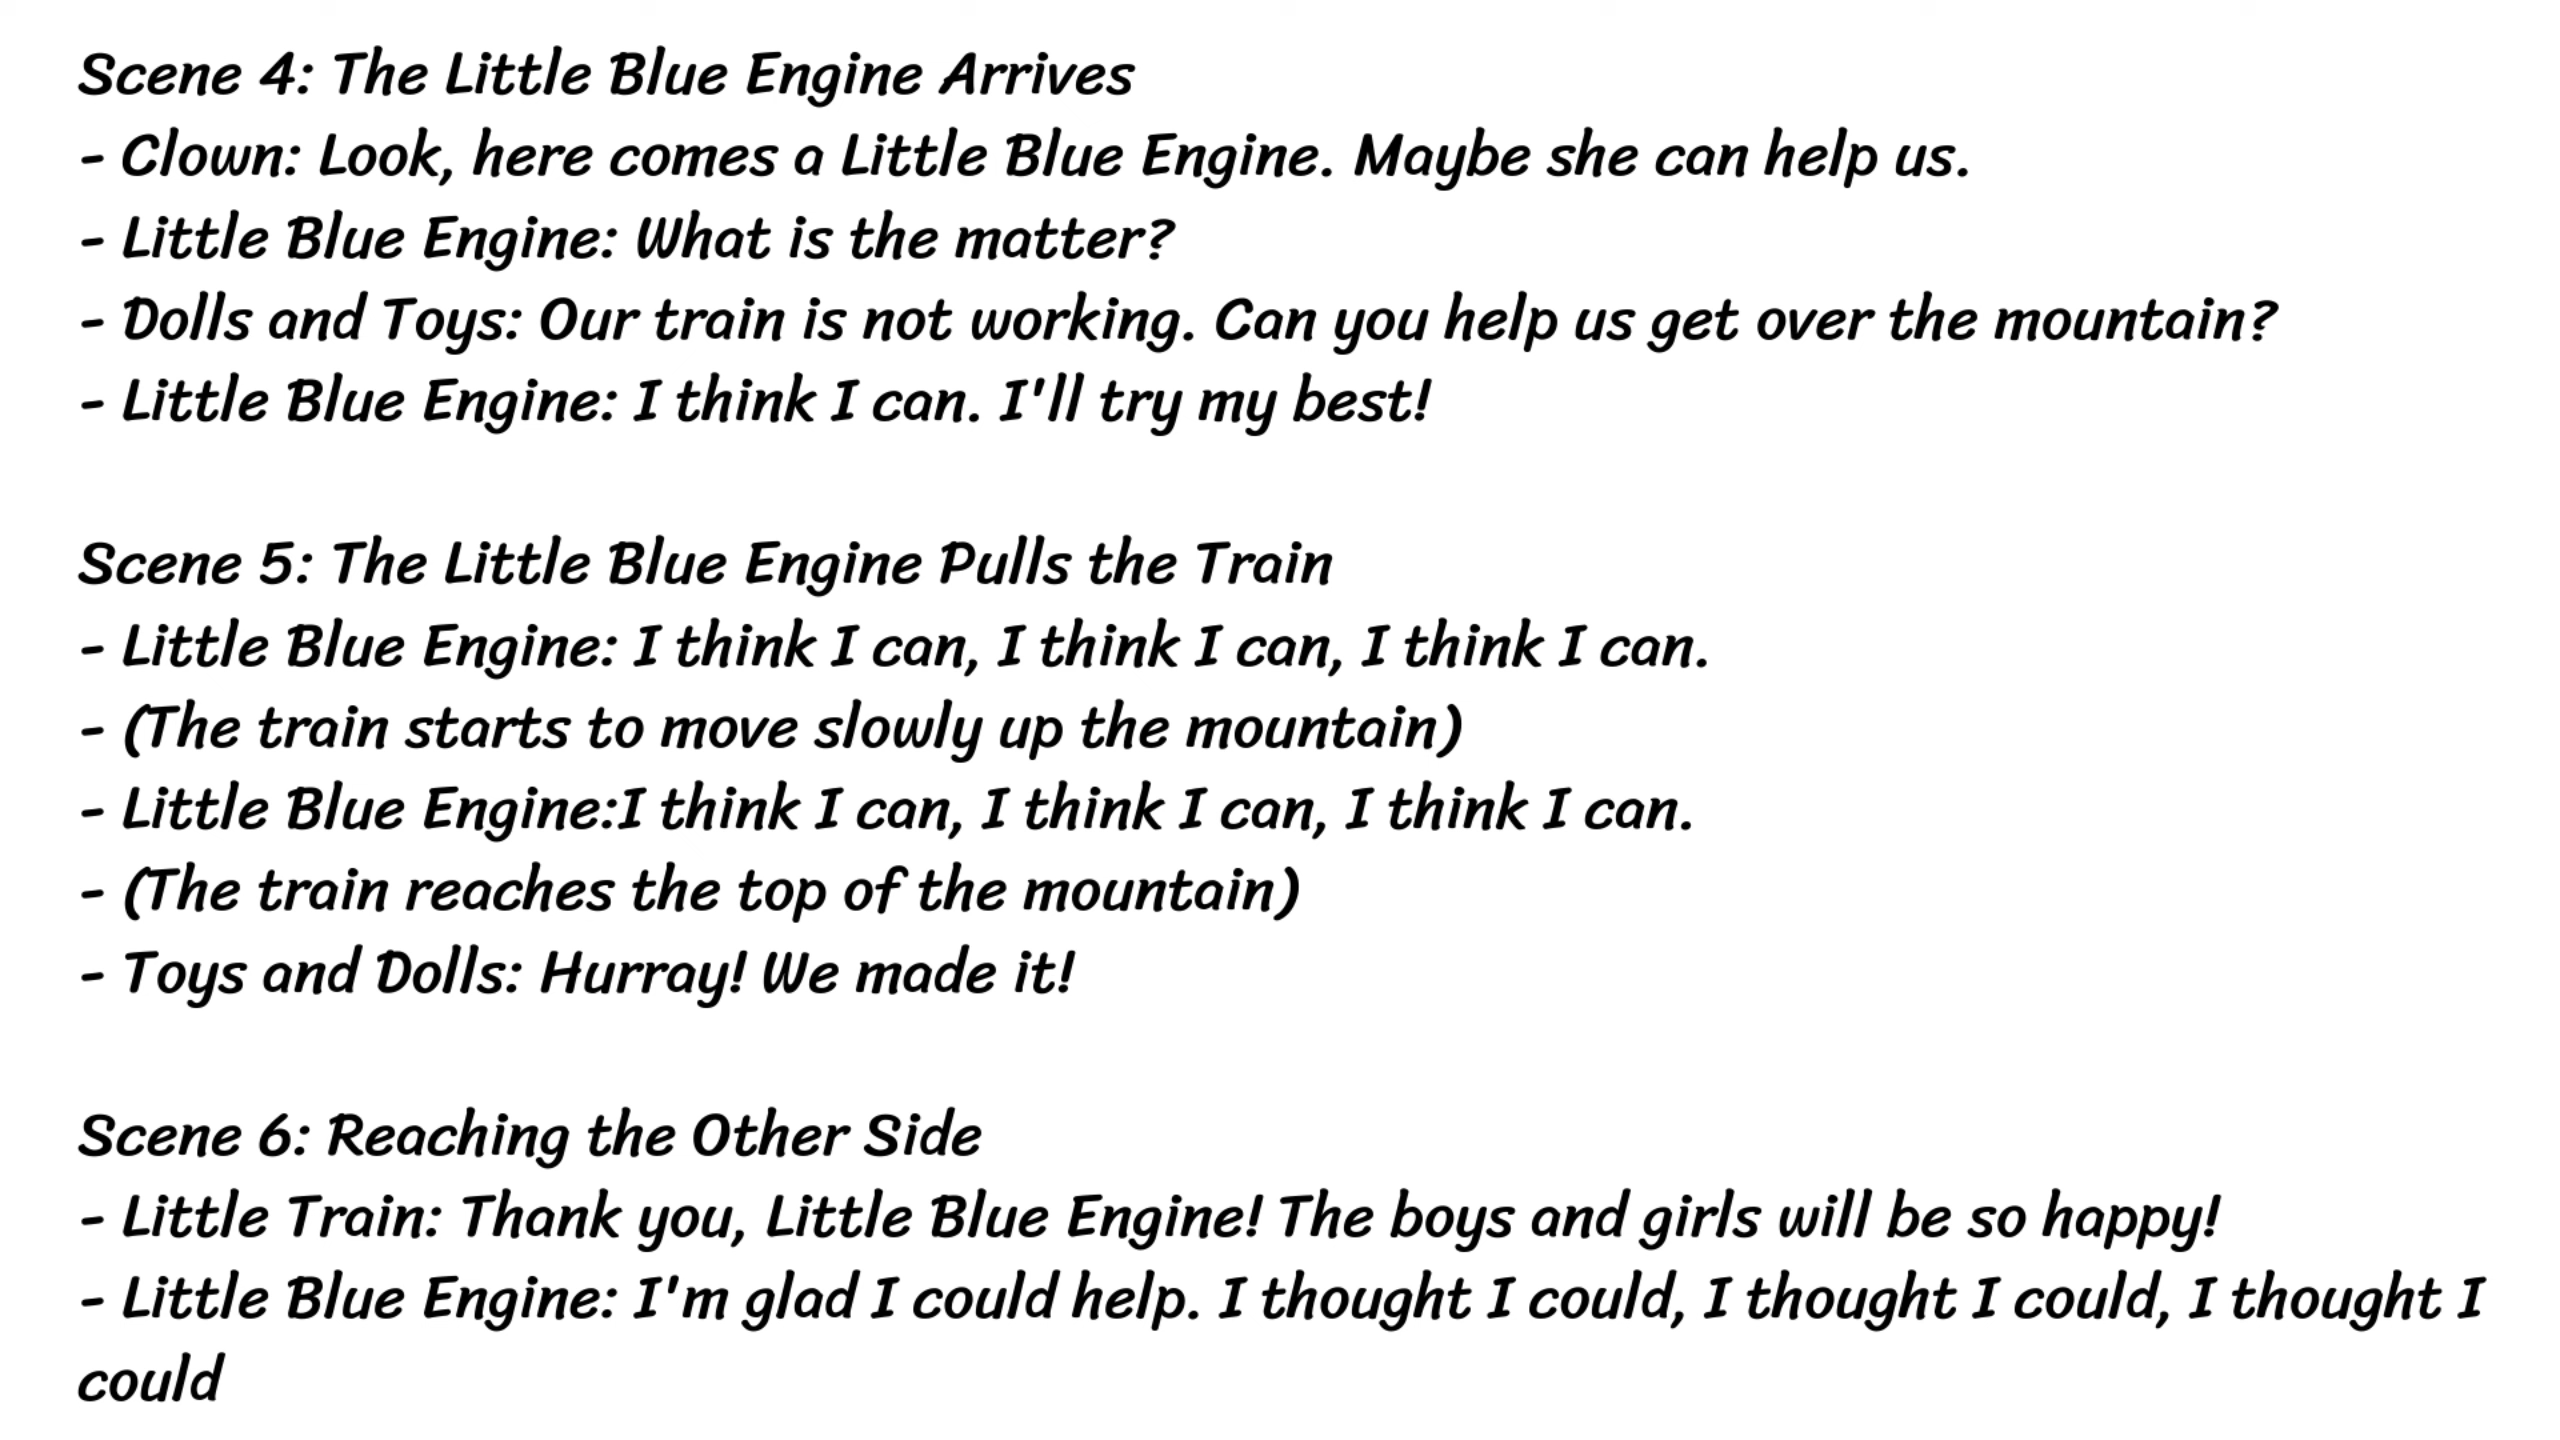 Scene 4: The Little Blue Engine Arrives
- Clown: Look, here comes a Little Blue Engine. Maybe she can help us.
- Little Blue Engine: What is the matter?
- Dolls and Toys: Our train is not working. Can you help us get over the mountain?
- Little Blue Engine: I think I can. I'll try my best!
Scene 5: The Little Blue Engine Pulls the Train
- Little Blue Engine: I think I can, I think I can, I think I can.
- (The train starts to move slowly up the mountain)
- Little Blue Engine:I think I can, I think I can, I think I can.
- (The train reaches the top of the mountain)
- Toys and Dolls: Hurray! We made it!
Scene 6: Reaching the Other Side
- Little Train: Thank you, Little Blue Engine! The boys and girls will be so happy!
- Little Blue Engine: I'm glad I could help. I thought I could, I thought I could, I thought I
could